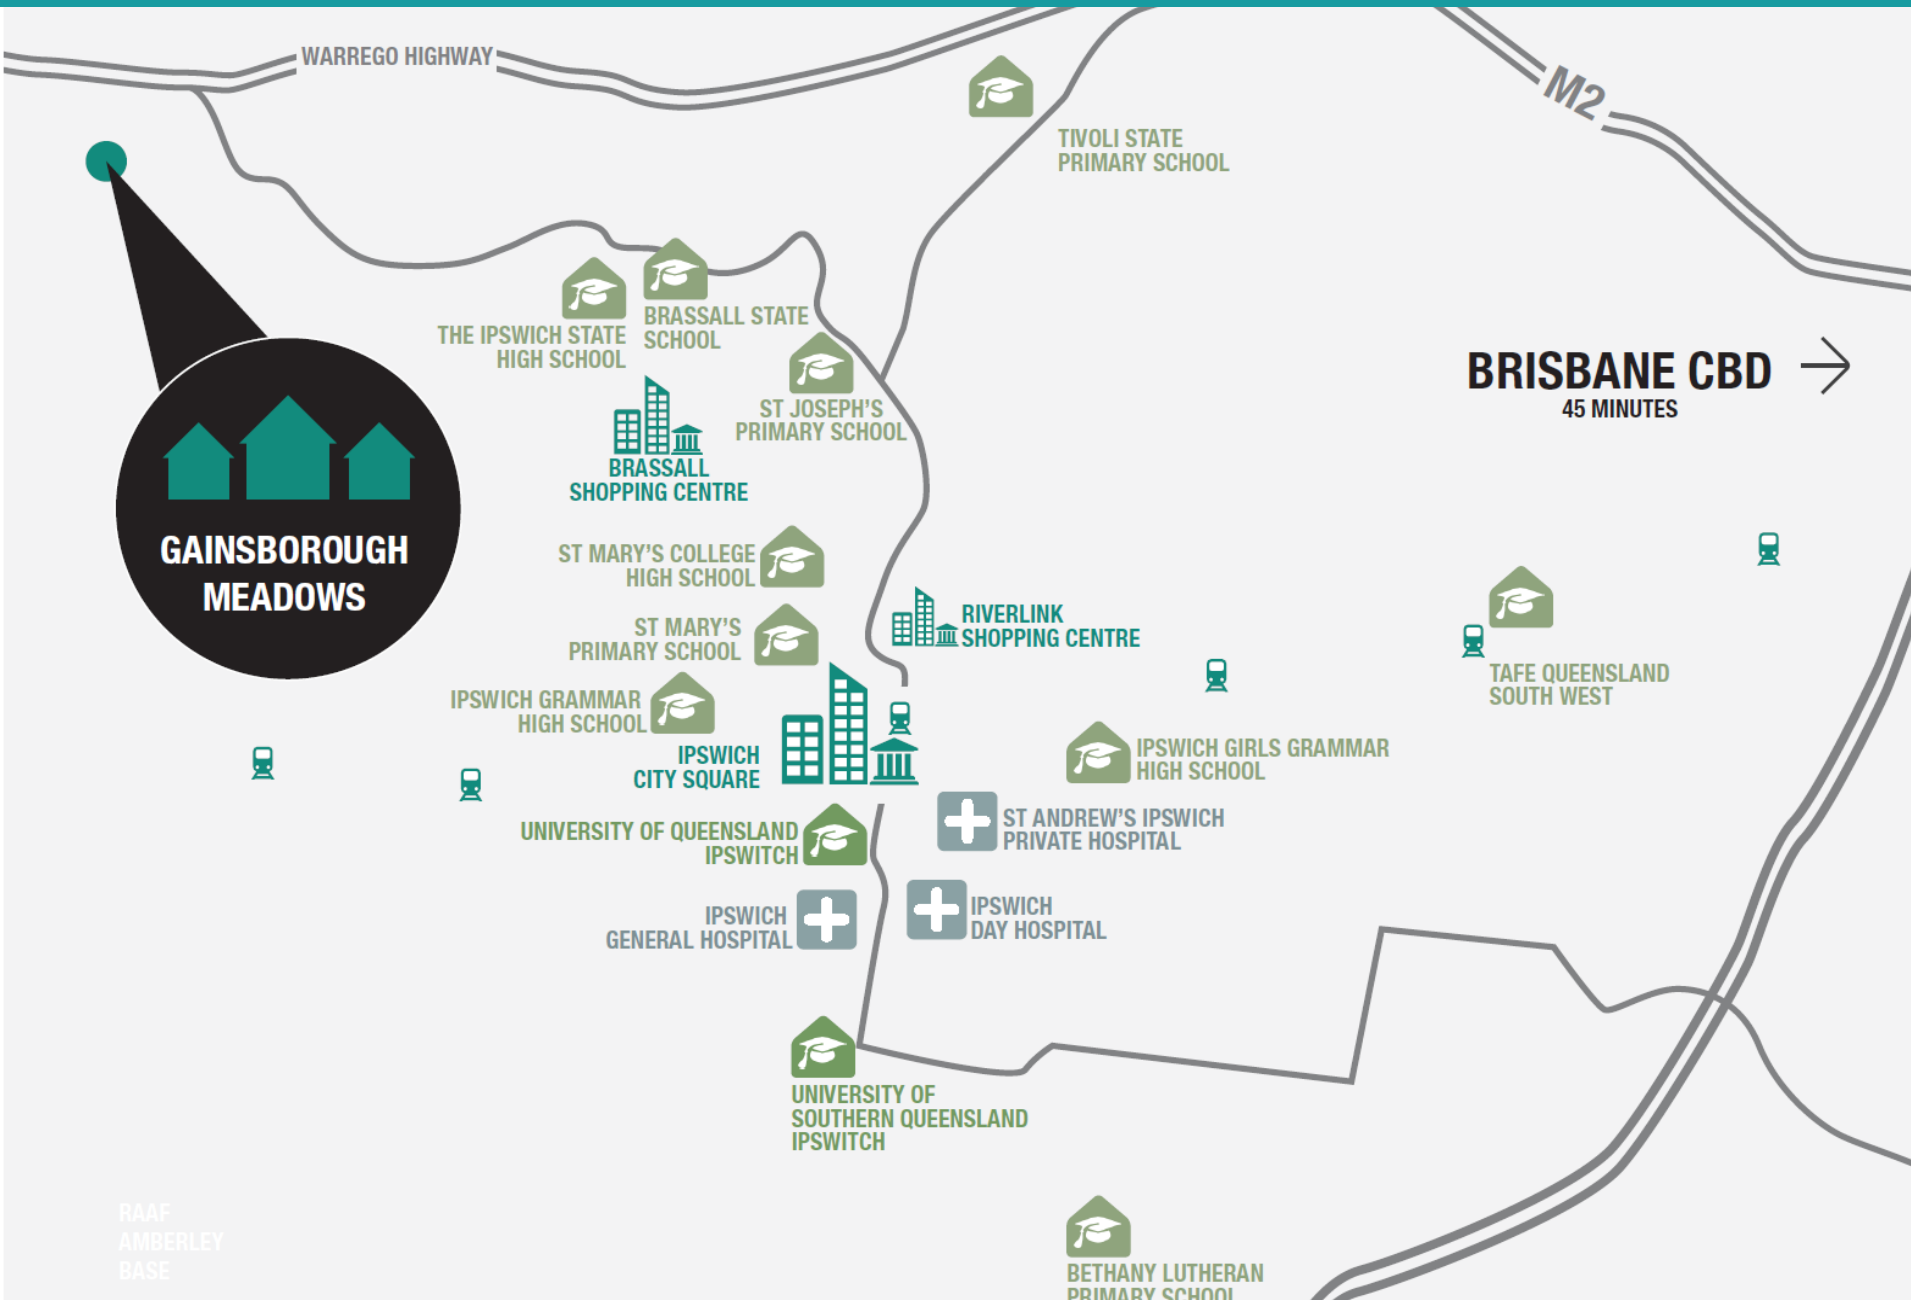 WARREGO HIGHWAY
M2
TIVOLI STATE
PRIMARY SCHOOL
BRASSALL STATE
SCHOOL
THE IPSWICH STATE
HIGH SCHOOL
BRISBANE CBD
45 MINUTES
ST JOSEPH'S
PRIMARY SCHOOL
BRASSALL
SHOPPING CENTRE
GAINSBOROUGH
MEADOWS
ST MARY'S COLLEGE
HIGH SCHOOL
RIVERLINK
SHOPPING CENTRE
ST MARY'S
PRIMARY SCHOOL
TAFE QUEENSLAND
SOUTH WEST
IPSWICH GRAMMAR
HIGH SCHOOL
IPSWICH GIRLS GRAMMAR
HIGH SCHOOL
IPSWICH
CITY SQUARE
ST ANDREW'S IPSWICH
PRIVATE HOSPITAL
UNIVERSITY OF QUEENSLAND
IPSWITCH
IPSWICH
DAY HOSPITAL
IPSWICH
GENERAL HOSPITAL
UNIVERSITY OF
SOUTHERN QUEENSLAND
IPSWITCH
RAAF
AMBERLEY
BASE
BETHANY LUTHERAN
PRIMARY SCHOOL